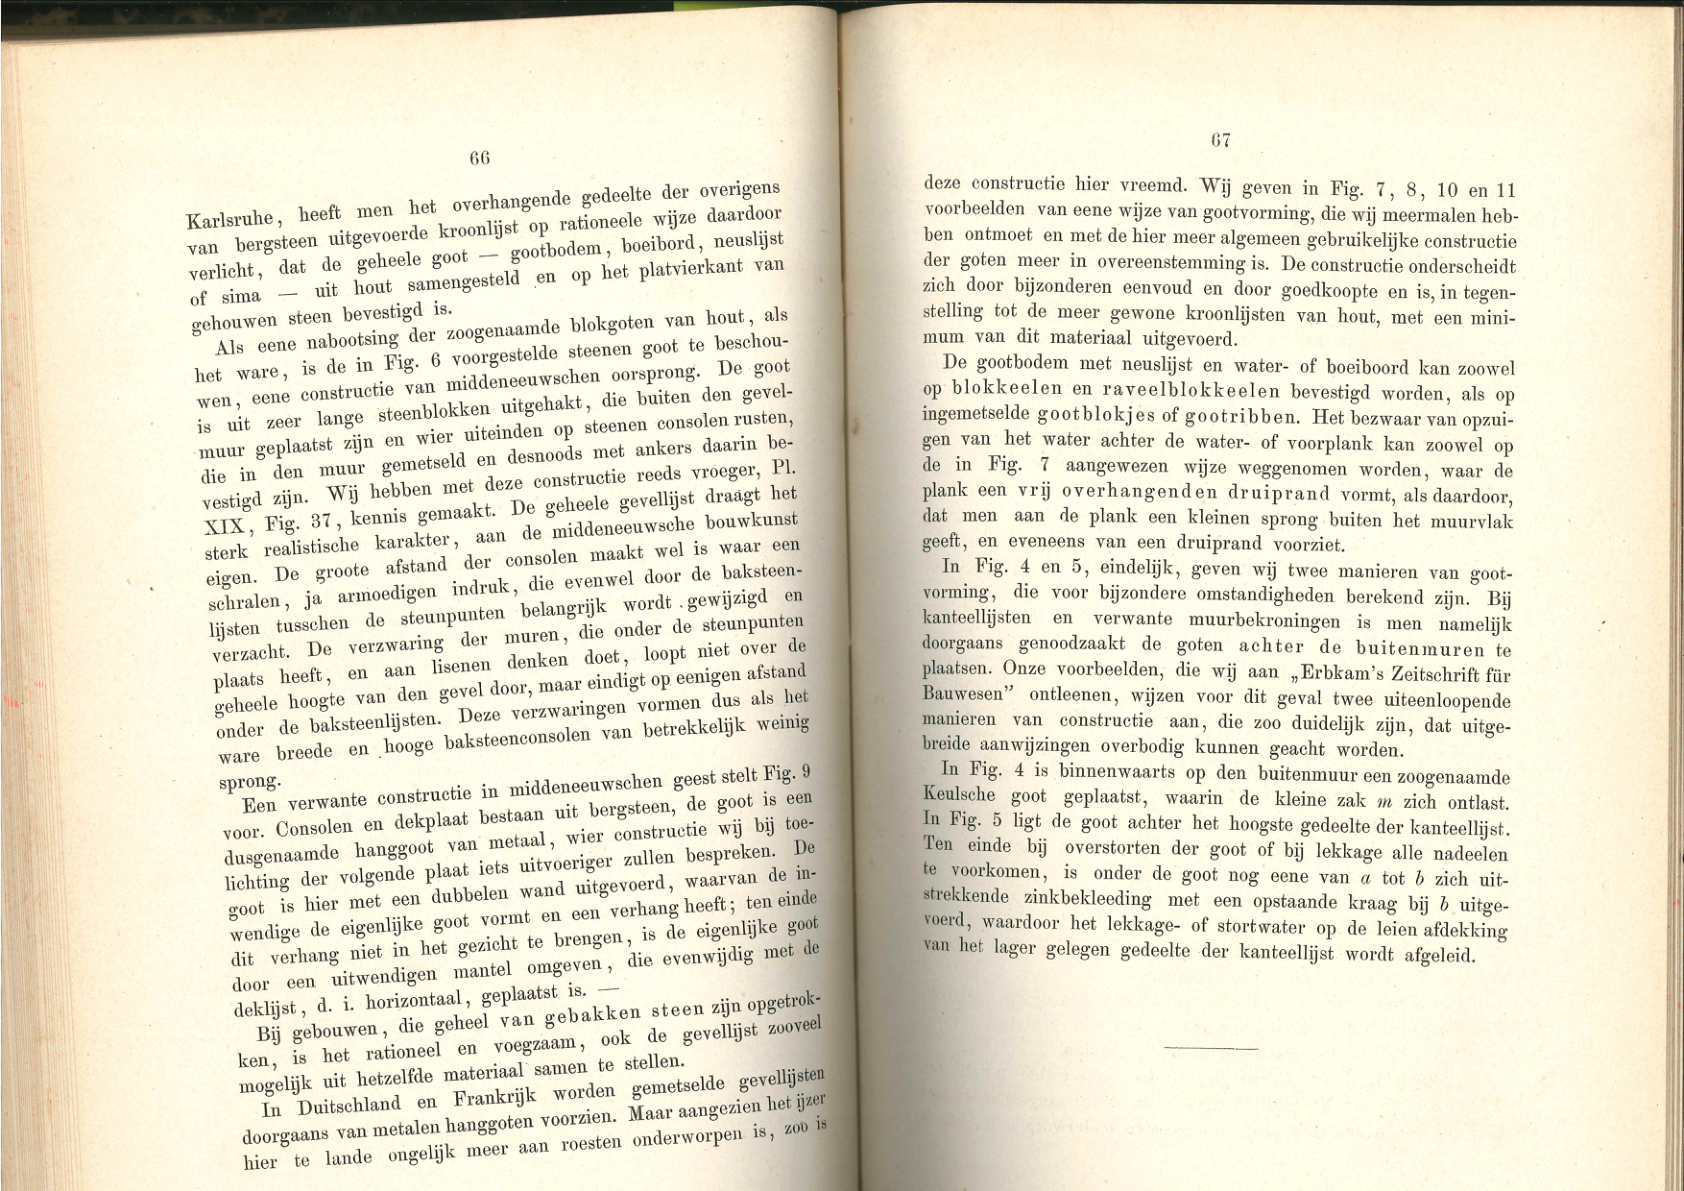 66
Karlsruhe, heeft men het overhangende gedeelte der overigens
van bergsteen uitgevoerde kroonlijst op rationeele wijze daardoor
verlicht, dat de geheele goot — gootbodem, boeibord, neuslijst
of sima — uit hout samengesteld en op het platvierkant van
gehouwen steen bevestigd is.
Als eene nabootsing der zoogenaamde blokgoten van hout, als
het ware, is de in Fig. 6 voorgestelde steenen goot te beschou-
wen, eene constructie van middeneeuwschen oorsprong. De goot
is uit zeer lange steenblokken uitgehakt, die buiten den gevel-
muur geplaatst zijn en wier uiteinden op steenen consolen rusten,
die in den muur gemetseld en desnoods met ankers daarin be-
vestigd zijn. Wij hebben met deze constructie reeds vroeger, Pl.
XIX, Fig. 37, kennis gemaakt. De geheele gevellijst draagt het
sterk realistische karakter, aan de middeneeuwsche bouwkunst
eigen. De groote afstand der consolen maakt wel is waar een
schralen, ja armoedigen indruk, die evenwel door de baksteen-
lijsten tusschen de steunpunten belangrijk wordt gewijzigd en
verzacht. De verzwaring der muren, die onder de steunpunten
plaats heeft, en aan lisenen denken doet, loopt niet over de
geheele hoogte van den gevel door, maar eindigt op eenigen afstand
onder de baksteenlijsten. Deze verzwaringen vormen dus als het
ware breede en hooge baksteenconsolen van betrekkelijk weinig
sprong.
Een verwante constructie in middeneeuwschen geest stelt Fig. 9
voor. Consolen en dekplaat bestaan uit bergsteen, de goot is een
dusgenaamde hanggoot van metaal, wier constructie wij bij toe-
lichting der volgende plaat iets uitvoeriger zullen bespreken. De
goot is hier met een dubbelen wand uitgevoerd, waarvan de in-
wendige de eigenlijke goot vormt en een verhang heeft; ten einde
dit verhang niet in het gezicht te brengen, is de eigenlijke goot
door een uitwendigen mantel omgeven, die evenwijdig met de
deklijst, d. i. horizontaal, geplaatst is. —
Bij gebouwen, die geheel van gebakken steen zijn opgetrok-
ken, is het rationeel en voegzaam, ook de gevellijst zooveel
mogelijk uit hetzelfde materiaal samen te stellen.
In Duitschland en Frankrijk worden gemetselde gevellijsten
doorgaans van metalen hanggoten voorzien. Maar aangezien het ijzer
hier te lande ongelijk meer aan roesten onderworpen is, zoo is
67
deze constructie hier vreemd. Wij geven in Fig. 7, 8, 10 en 11
voorbeelden van eene wijze van gootvorming, die wij meermalen heb-
ben ontmoet en met de hier meer algemeen gebruikelijke constructie
der goten meer in overeenstemming is. De constructie onderscheidt
zich door bijzonderen eenvoud en door goedkoopte en is, in tegen-
stelling tot de meer gewone kroonlijsten van hout, met een mini-
mum van dit materiaal uitgevoerd.
De gootbodem met neuslijst en water- of boeiboord kan zoowel
op blokkeelen en raveelblokkeelen bevestigd worden, als op
ingemetselde gootblokjes of gootribben. Het bezwaar van opzui-
gen van het water achter de water- of voorplank kan zoowel op
de in Fig. 7 aangewezen wijze weggenomen worden, waar de
plank een vrij overhangenden druiprand vormt, als daardoor,
dat men aan de plank een kleinen sprong buiten het muurvlak
geeft, en eveneens van een druiprand voorziet.
In Fig. 4 en 5, eindelijk, geven wij twee manieren van goot-
vorming, die voor bijzondere omstandigheden berekend zijn. Bij
kanteellijsten en verwante muurbekroningen is men namelijk
doorgaans genoodzaakt de goten achter de buitenmuren te
plaatsen. Onze voorbeelden, die wij aan „Erbkam's Zeitschrift für
Bauwesen” ontleenen, wijzen voor dit geval twee uiteenloopende
manieren van constructie aan, die zoo duidelijk zijn, dat uitge-
breide aanwijzingen overbodig kunnen geacht worden.
In Fig. 4 is binnenwaarts op den buitenmuur een zoogenaamde
Keulsche goot geplaatst, waarin de kleine zak m zich ontlast.
In Fig. 5 ligt de goot achter het hoogste gedeelte der kanteellijst.
Ten einde bij overstorten der goot of bij lekkage alle nadeelen
te voorkomen, is onder de goot nog eene van a tot b zich uit-
strekkende zinkbekleeding met een opstaande kraag bij b uitge-
voerd, waardoor het lekkage- of stortwater op de leien afdekking
van het lager gelegen gedeelte der kanteellijst wordt afgeleid.